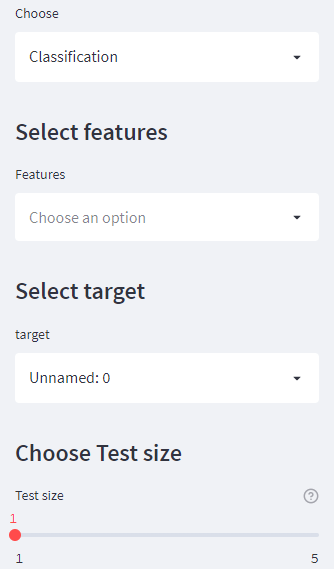 Choose
Classification
Select features
Features
Choose an option
Select target
target
Unnamed: 0
Choose Test size
Test size
1
1 5